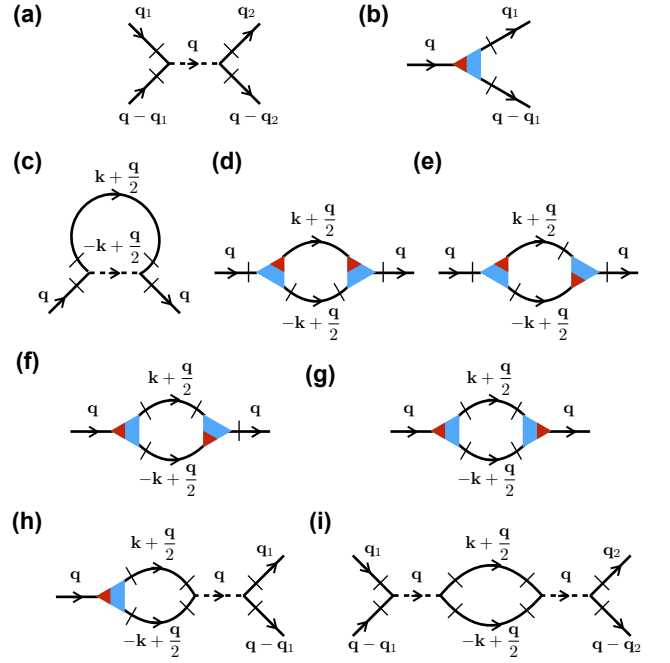 (a)
q₁
q₂
q
q − q₁
q − q₂
(b)
q₁
q
q − q₁
(c)
k + q/2
−k + q/2
q
q
(d)
k + q/2
q
q
−k + q/2
(e)
k + q/2
q
q
−k + q/2
(f)
k + q/2
q
q
−k + q/2
(g)
k + q/2
q
q
−k + q/2
(h)
k + q/2
q₁
q
q
−k + q/2
q − q₁
(i)
q₁
k + q/2
q₂
q
q
q − q₁
−k + q/2
q − q₂